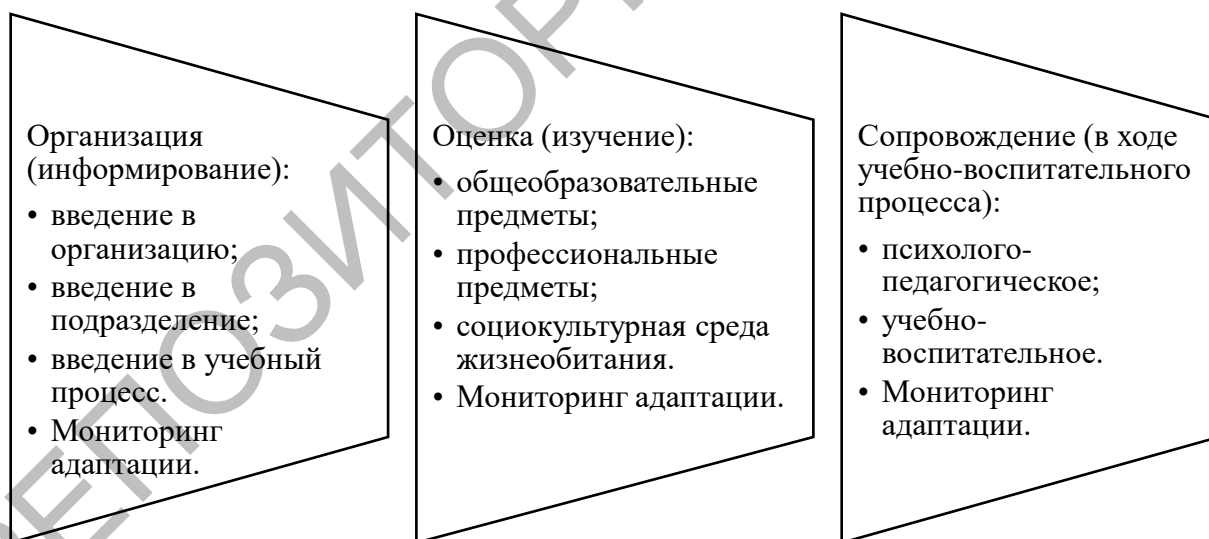 Организация
(информирование):
• введение в
организацию;
• введение в
подразделение;
• введение в учебный
процесс.
• Мониторинг
адаптации.
Оценка (изучение):
• общеобразовательные
предметы;
• профессиональные
предметы;
• социокультурная среда
жизнеобитания.
• Мониторинг адаптации.
Сопровождение (в ходе
учебно-воспитательного
процесса):
• психолого-
педагогическое;
• учебно-
воспитательное.
• Мониторинг
адаптации.